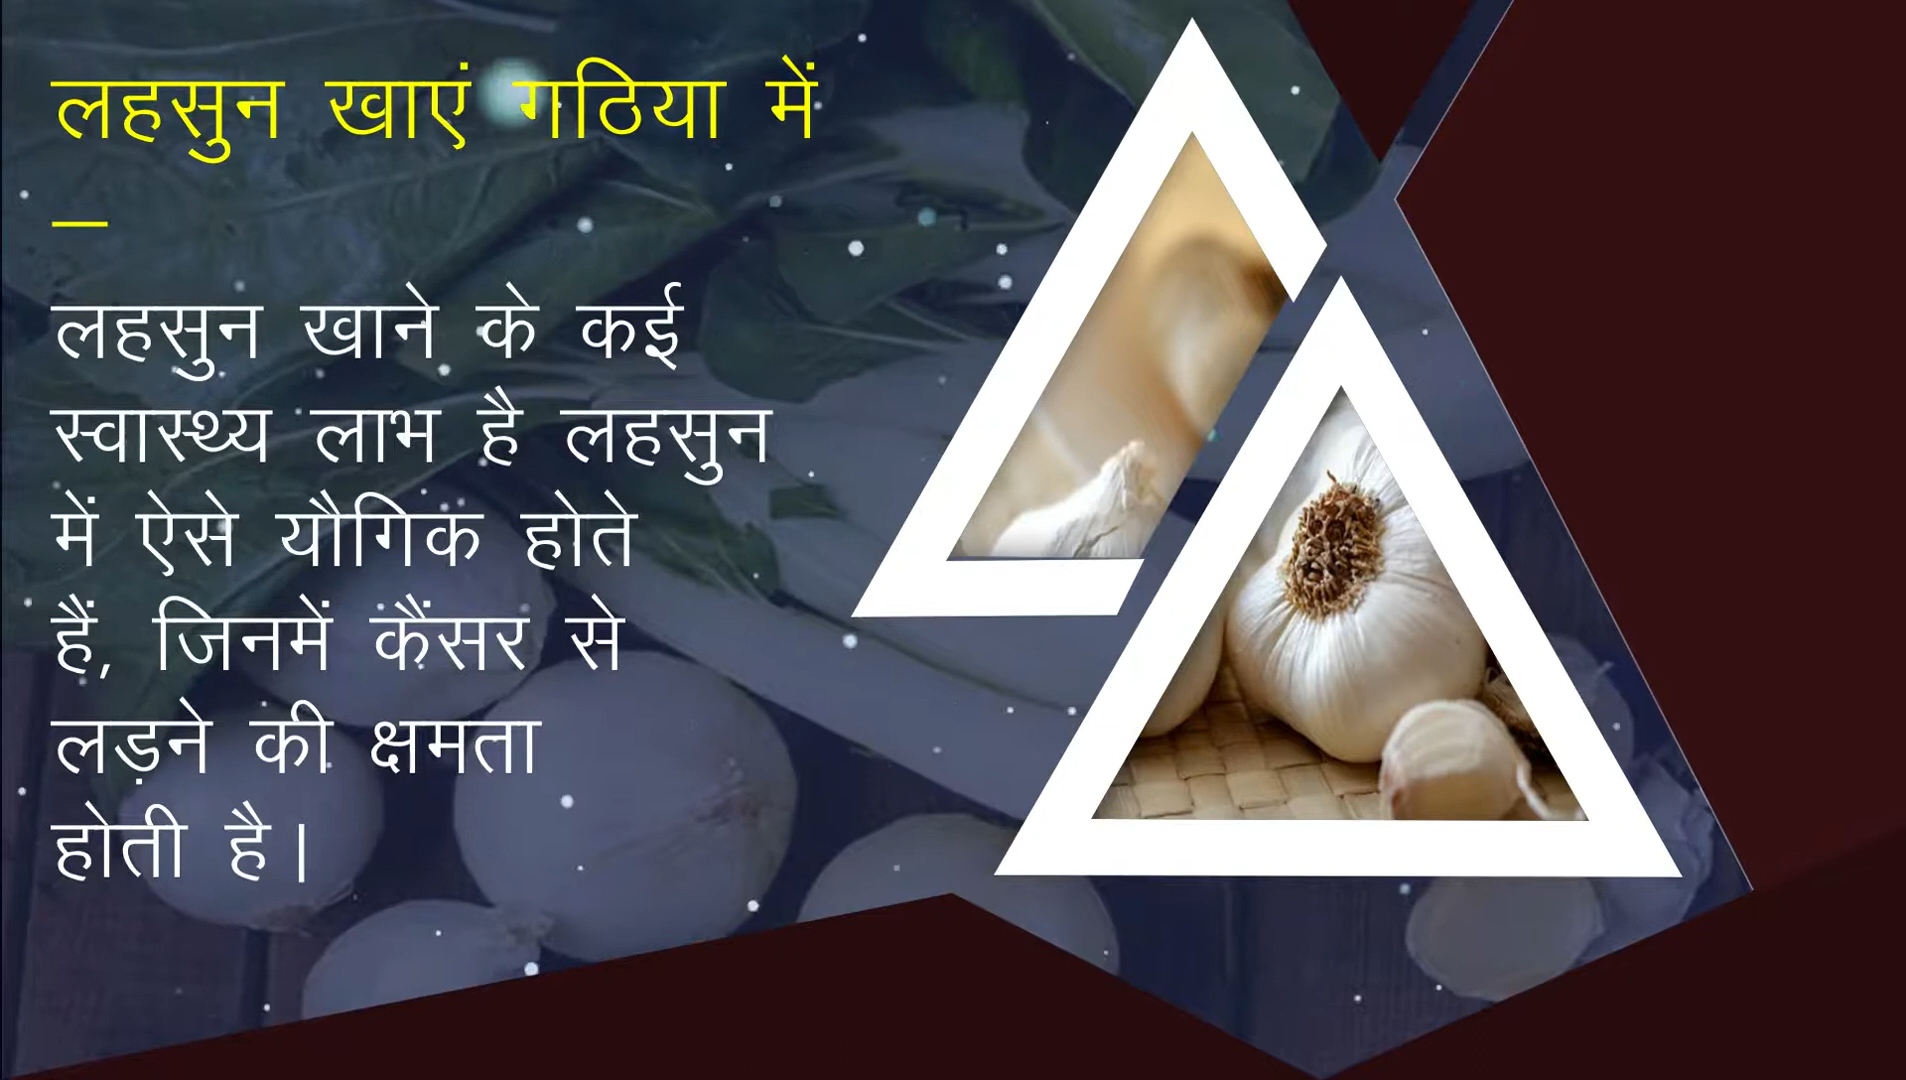 लहसुन खाएं गठिया में
–
लहसुन खाने के कई
स्वास्थ्य लाभ है लहसुन
में ऐसे यौगिक होते
हैं, जिनमें कैंसर से
लड़ने की क्षमता
होती है|